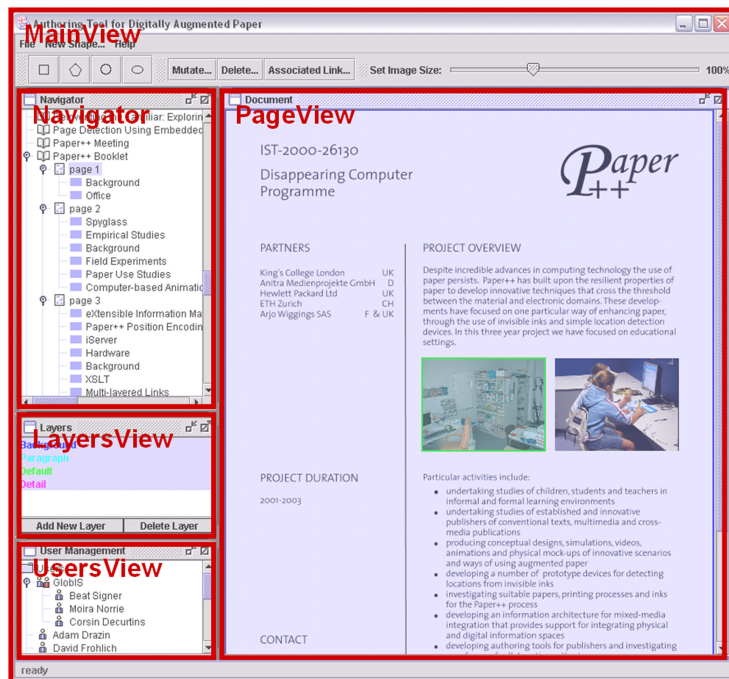 Authoring Tool for Digitally Augmented Paper
MainView
File New Shape... Help
Mutate... Delete... Associated Link... Set Image Size: 100%
Navigator
Navigator
Familiar: Explorin
Page Detection Using Embedded
Paper++ Meeting
Paper++ Booklet
page 1
Background
Office
page 2
Spyglass
Empirical Studies
Background
Field Experiments
Paper Use Studies
Computer-based Animatic
page 3
eXtensible Information Ma
Paper++ Position Encodin
iServer
Hardware
Background
XSLT
Multi-layered Links
Layers
LayersView
Background
Paragraph
Default
Detail
Add New Layer Delete Layer
User Management
UsersView
Users
GlobIS
Beat Signer
Moira Norrie
Corsin Decurtins
Adam Drazin
David Frohlich
ready
Document
PageView
IST-2000-26130
Disappearing Computer
Programme
Paper
++
PARTNERS
King's College London UK
Anitra Medienprojekte GmbH D
Hewlett Packard Ltd UK
ETH Zurich CH
Arjo Wiggings SAS F & UK
PROJECT OVERVIEW
Despite incredible advances in computing technology the use of
paper persists. Paper++ has built upon the resilient properties of
paper to develop innovative techniques that cross the threshold
between the material and electronic domains. These develop-
ments have focused on one particular way of enhancing paper,
through the use of invisible inks and simple location detection
devices. In this three year project we have focused on educational
settings.
PROJECT DURATION
2001-2003
Particular activities include:
• undertaking studies of children, students and teachers in
informal and formal learning environments
• undertaking studies of established and innovative
publishers of conventional texts, multimedia and cross-
media publications
• producing conceptual designs, simulations, videos,
animations and physical mock-ups of innovative scenarios
and ways of using augmented paper
• developing a number of prototype devices for detecting
locations from invisible inks
• investigating suitable papers, printing processes and inks
for the Paper++ process
• developing an information architecture for mixed-media
integration that provides support for integrating physical
and digital information spaces
• developing authoring tools for publishers and investigating
CONTACT